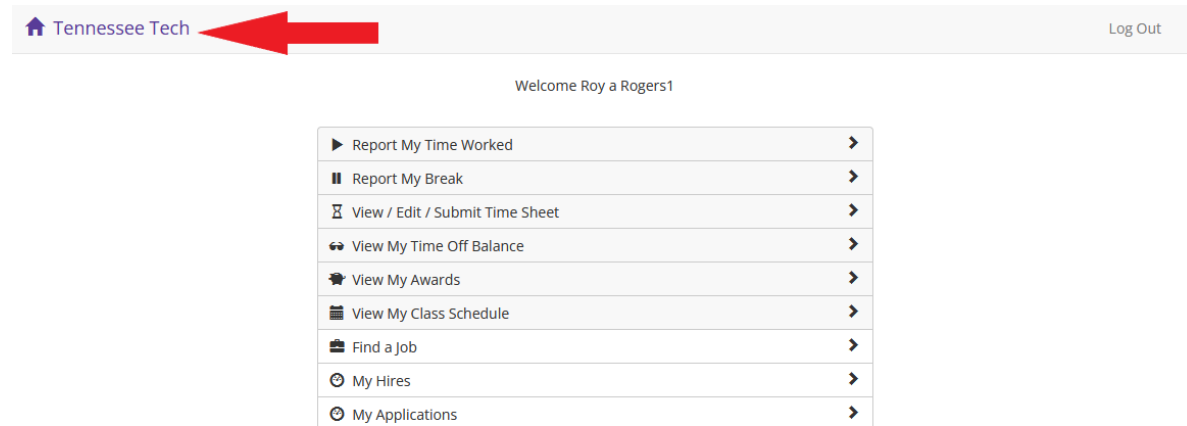 Tennessee Tech
Log Out
Welcome Roy a Rogers1
Report My Time Worked
Report My Break
View / Edit / Submit Time Sheet
View My Time Off Balance
View My Awards
View My Class Schedule
Find a Job
My Hires
My Applications